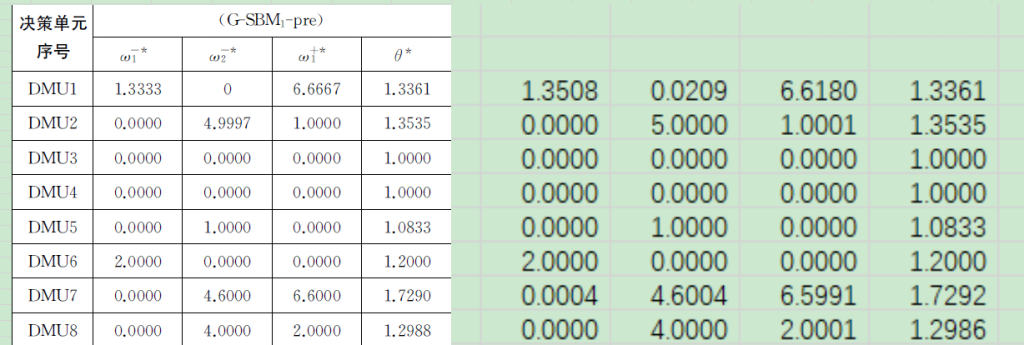 决策单元 (G-SBM₁-pre)
序号 ω₁⁻* ω₂⁻* ω₁⁺* θ*
DMU1 1.3333 0 6.6667 1.3361 1.3508 0.0209 6.6180 1.3361
DMU2 0.0000 4.9997 1.0000 1.3535 0.0000 5.0000 1.0001 1.3535
DMU3 0.0000 0.0000 0.0000 1.0000 0.0000 0.0000 0.0000 1.0000
DMU4 0.0000 0.0000 0.0000 1.0000 0.0000 0.0000 0.0000 1.0000
DMU5 0.0000 1.0000 0.0000 1.0833 0.0000 1.0000 0.0000 1.0833
DMU6 2.0000 0.0000 0.0000 1.2000 2.0000 0.0000 0.0000 1.2000
DMU7 0.0000 4.6000 6.6000 1.7290 0.0004 4.6004 6.5991 1.7292
DMU8 0.0000 4.0000 2.0000 1.2988 0.0000 4.0000 2.0001 1.2986